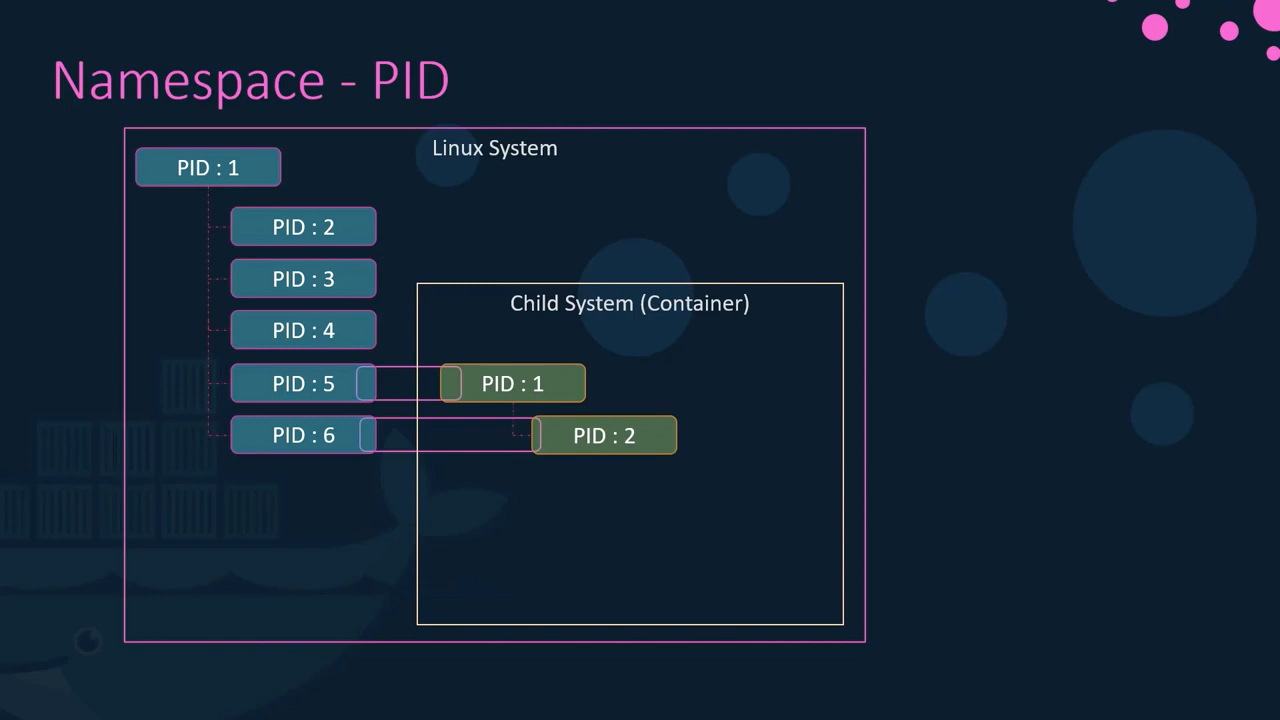 Namespace - PID
Linux System
PID : 1
PID : 2
PID : 3
PID : 4
PID : 5
PID : 6
Child System (Container)
PID : 1
PID : 2